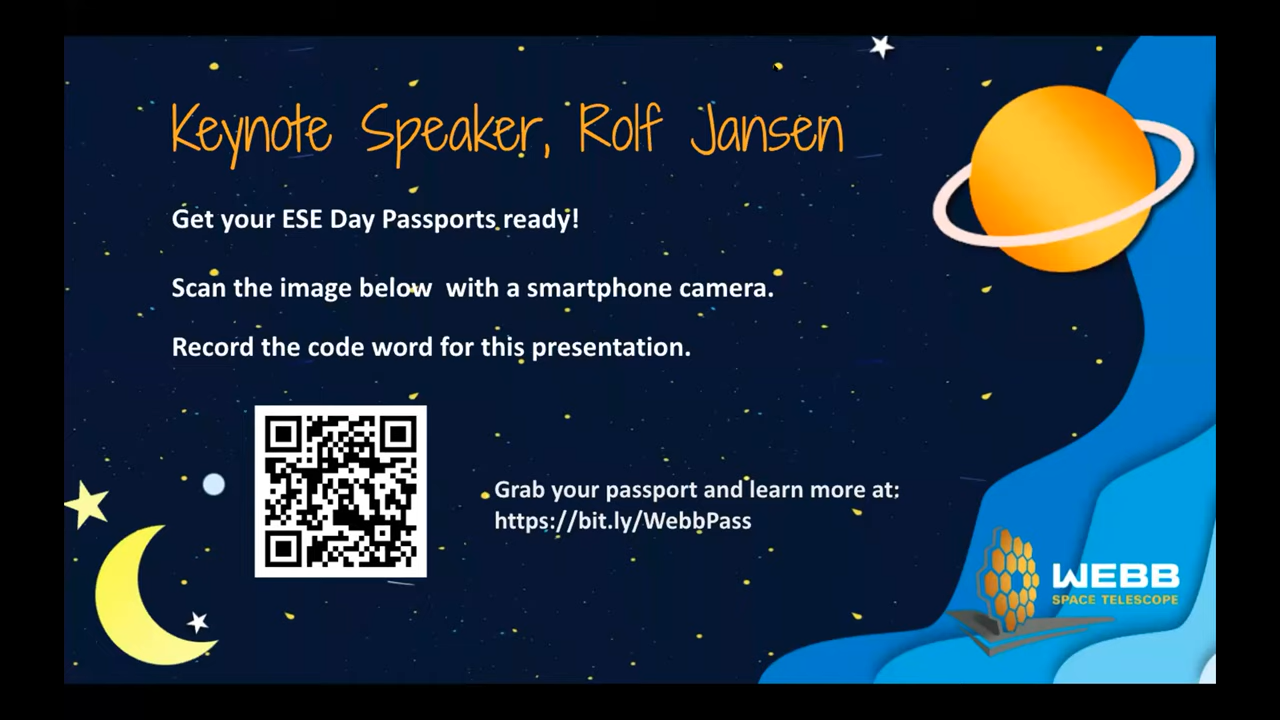 Keynote Speaker, Rolf Jansen
Get your ESE Day Passports ready!
Scan the image below with a smartphone camera.
Record the code word for this presentation.
Grab your passport and learn more at:
https://bit.ly/WebbPass
WEBB
SPACE TELESCOPE